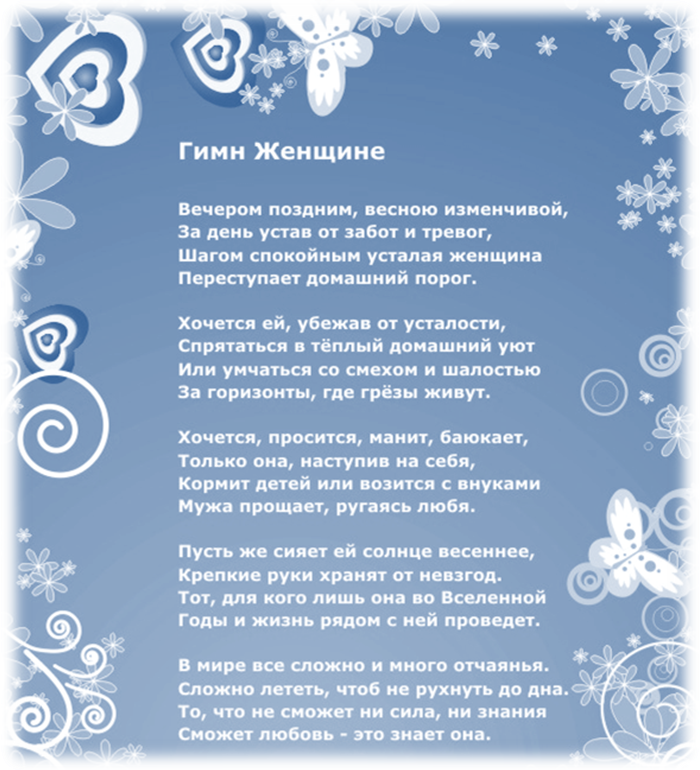 Гимн Женщине
Вечером поздним, весною изменчивой,
За день устав от забот и тревог,
Шагом спокойным усталая женщина
Переступает домашний порог.
Хочется ей, убежав от усталости,
Спрятаться в тёплый домашний уют
Или умчаться со смехом и шалостью
За горизонты, где грёзы живут.
Хочется, просится, манит, баюкает,
Только она, наступив на себя,
Кормит детей или возится с внуками
Мужа прощает, ругаясь любя.
Пусть же сияет ей солнце весеннее,
Крепкие руки хранят от невзгод.
Тот, для кого лишь она во Вселенной
Годы и жизнь рядом с ней проведет.
В мире все сложно и много отчаянья.
Сложно лететь, чтоб не рухнуть до дна.
То, что не сможет ни сила, ни знания
Сможет любовь - это знает она.